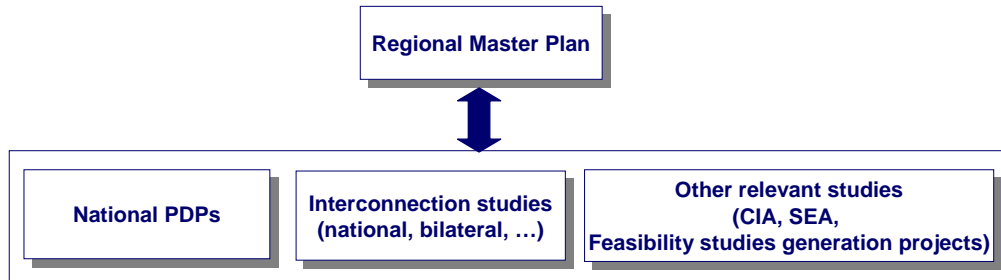 Regional Master Plan
National PDPs
Interconnection studies
(national, bilateral, …)
Other relevant studies
(CIA, SEA,
Feasibility studies generation projects)